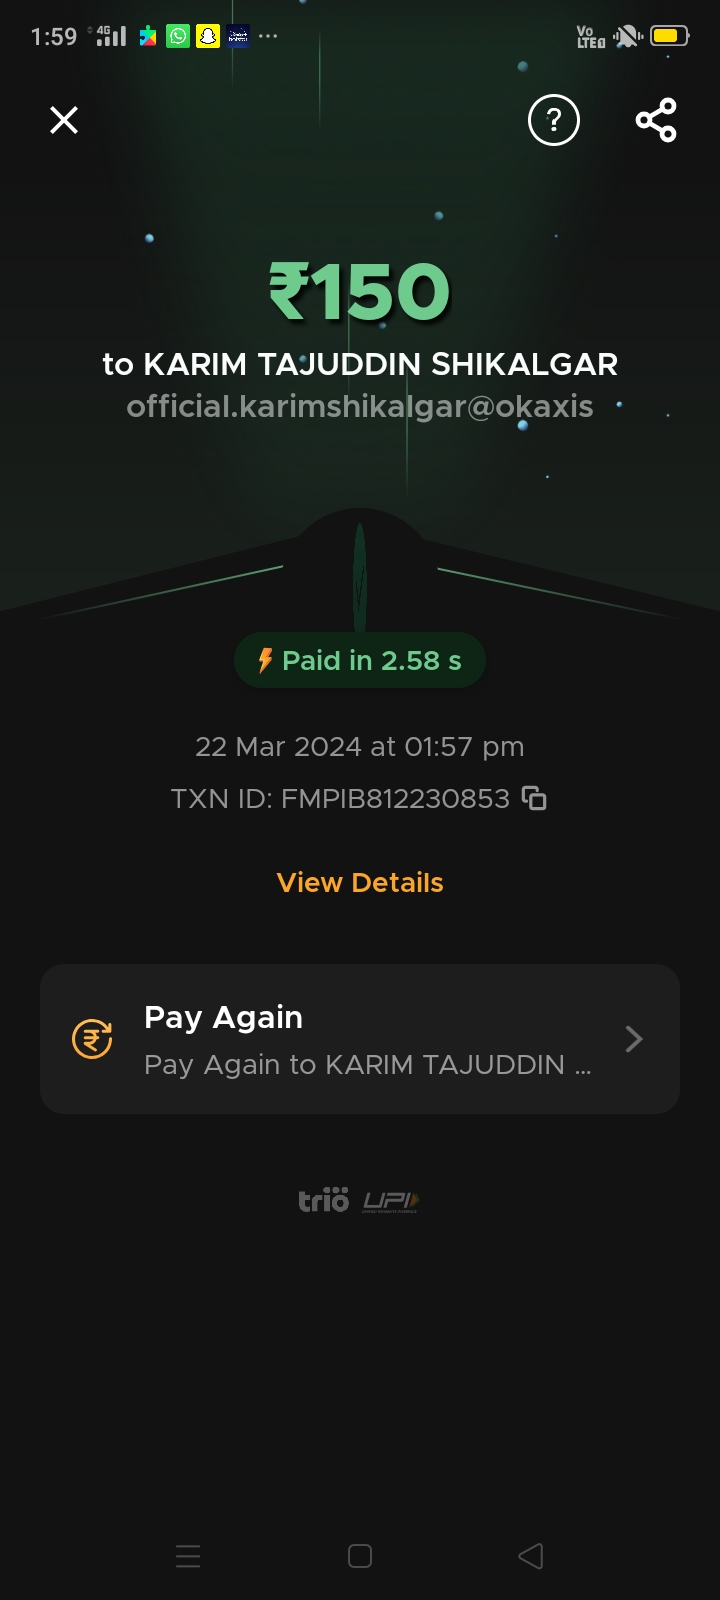 1:59 4G Vo LTE
?
₹150
to KARIM TAJUDDIN SHIKALGAR
official.karimshikalgar@okaxis
Paid in 2.58 s
22 Mar 2024 at 01:57 pm
TXN ID: FMPIB812230853
View Details
Pay Again
Pay Again to KARIM TAJUDDIN ...
trio UPI